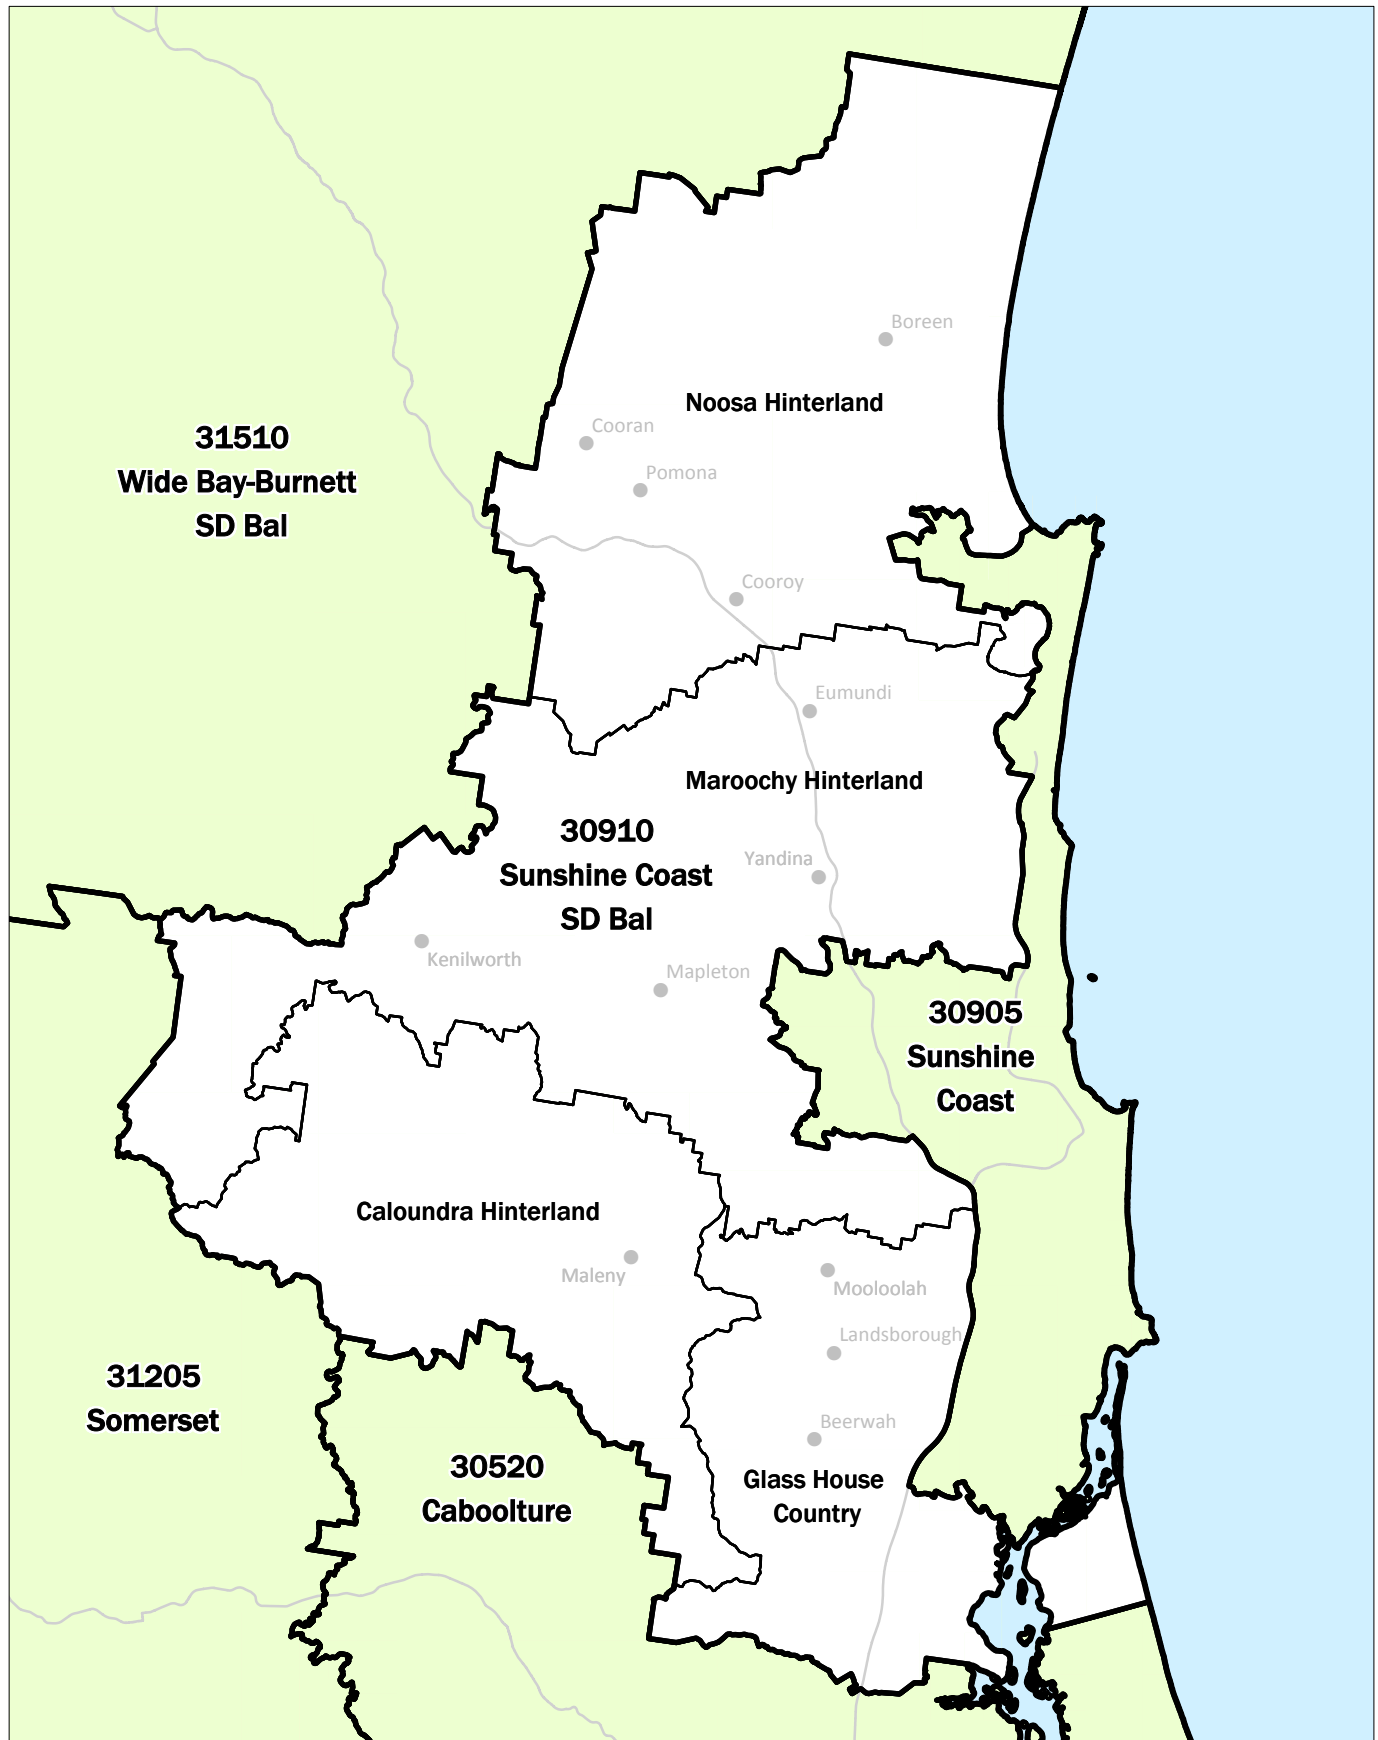 Boreen
Noosa Hinterland
Cooran
31510
Wide Bay-Burnett
SD Bal
Pomona
Cooroy
Eumundi
Maroochy Hinterland
30910
Sunshine Coast
SD Bal
Yandina
Kenilworth
Mapleton
30905
Sunshine
Coast
Caloundra Hinterland
Maleny
Mooloolah
Landsborough
31205
Somerset
Beerwah
30520
Caboolture
Glass House
Country